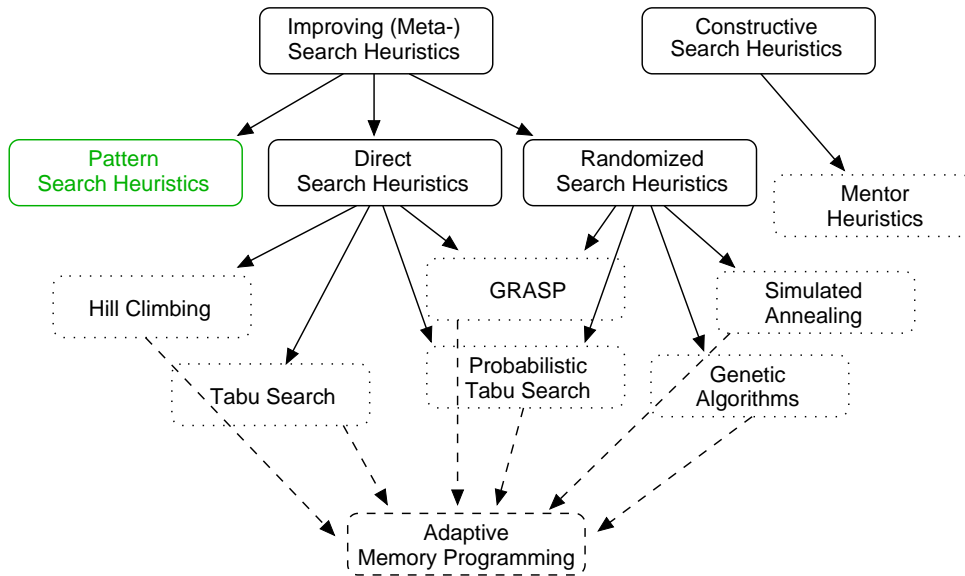 Improving (Meta-)
Search Heuristics
Constructive
Search Heuristics
Pattern
Search Heuristics
Direct
Search Heuristics
Randomized
Search Heuristics
Mentor
Heuristics
Hill Climbing
GRASP
Simulated
Annealing
Tabu Search
Probabilistic
Tabu Search
Genetic
Algorithms
Adaptive
Memory Programming